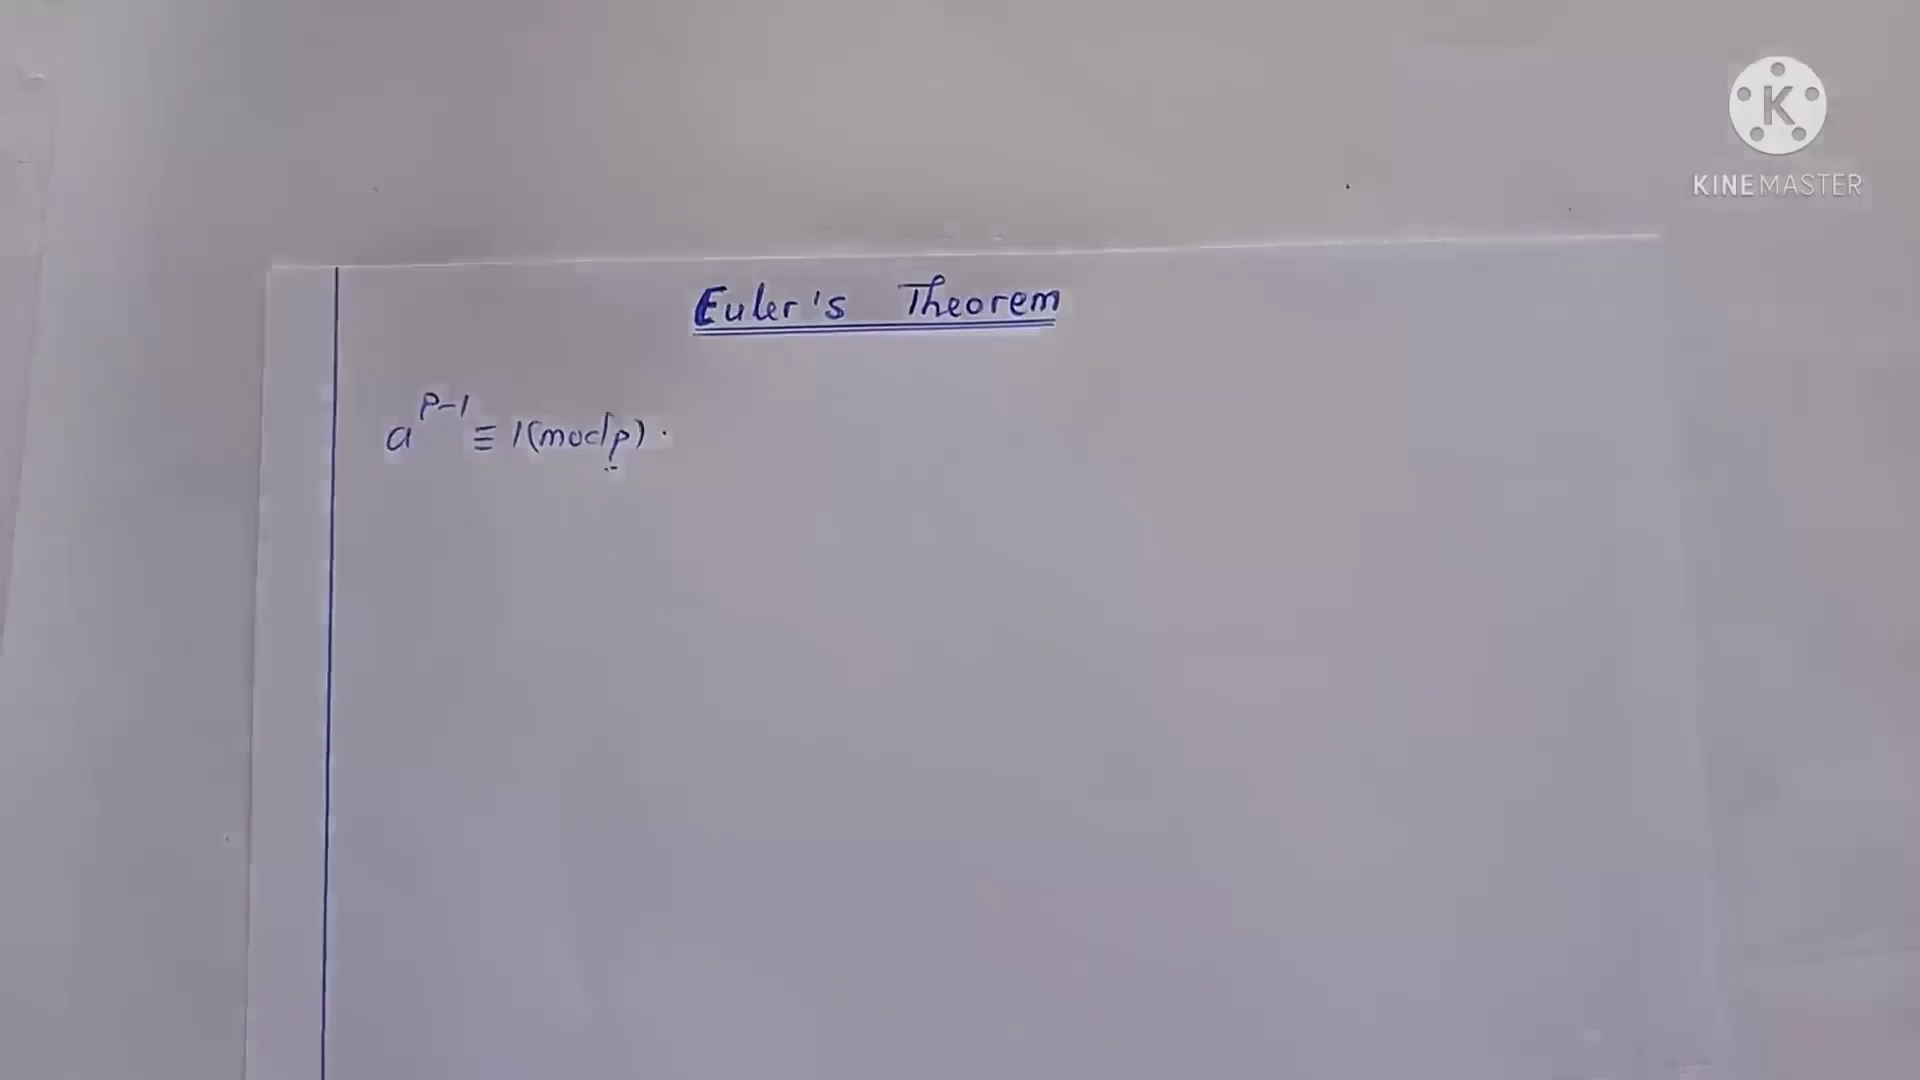 K
KINEMASTER
Euler's Theorem
a^{p-1} ≡ 1(mod p).